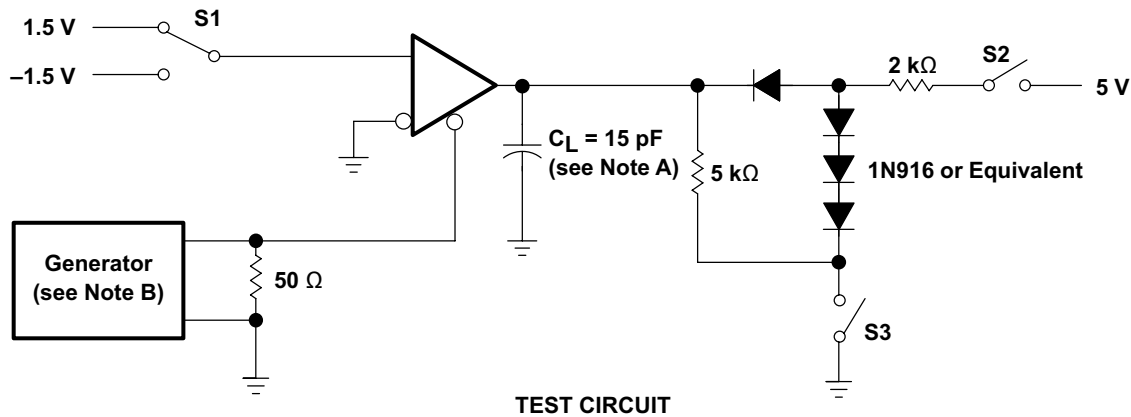 1.5 V
S1
–1.5 V
2 kΩ
S2
5 V
CL = 15 pF
(see Note A)
5 kΩ
1N916 or Equivalent
Generator
(see Note B)
50 Ω
S3
TEST CIRCUIT